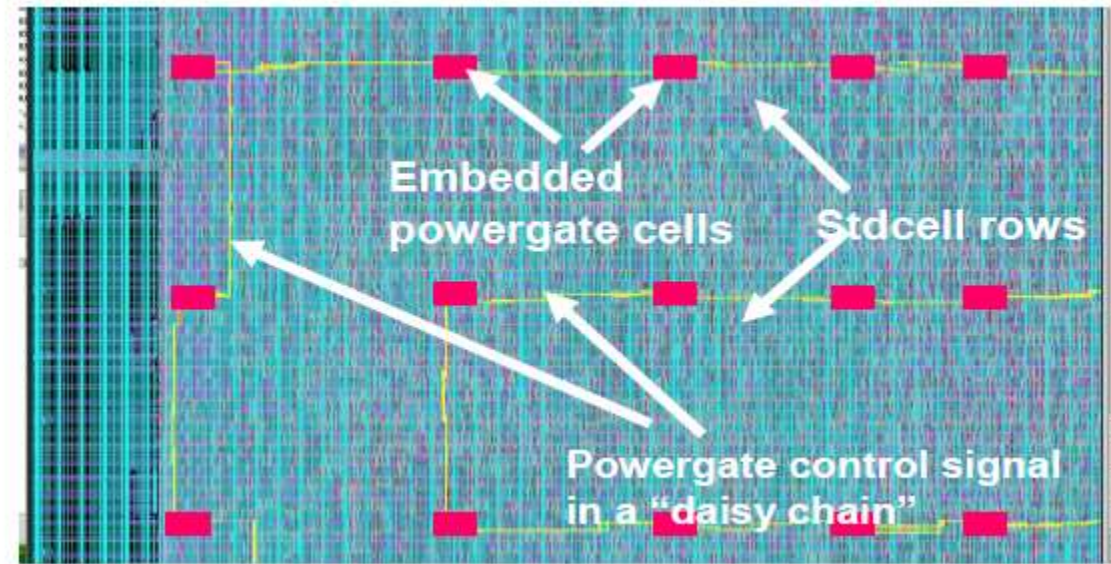 Embedded
powergate cells
Stdcell rows
Powergate control signal
in a “daisy chain”